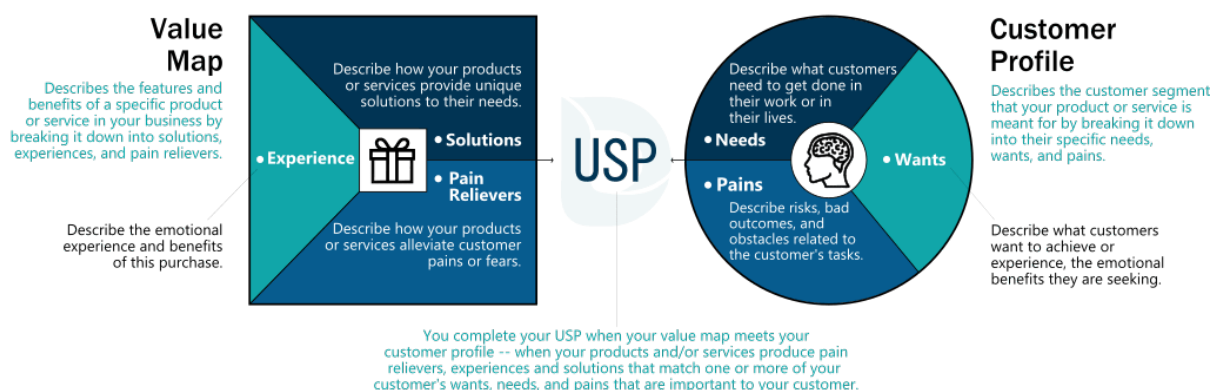 Value
Map
Describes the features and
benefits of a specific product
or service in your business by
breaking it down into solutions,
experiences, and pain relievers.
Describe how your products
or services provide unique
solutions to their needs.
• Solutions
• Experience
• Pain
Relievers
Describe how your products
or services alleviate customer
pains or fears.
Describe the emotional
experience and benefits
of this purchase.
USP
Customer
Profile
Describes the customer segment
that your product or service is
meant for by breaking it down
into their specific needs,
wants, and pains.
Describe what customers
need to get done in
their work or in
their lives.
• Needs
• Wants
• Pains
Describe risks, bad
outcomes, and
obstacles related to
the customer's tasks.
Describe what customers
want to achieve or
experience, the emotional
benefits they are seeking.
You complete your USP when your value map meets your
customer profile -- when your products and/or services produce pain
relievers, experiences and solutions that match one or more of your
customer's wants, needs, and pains that are important to your customer.